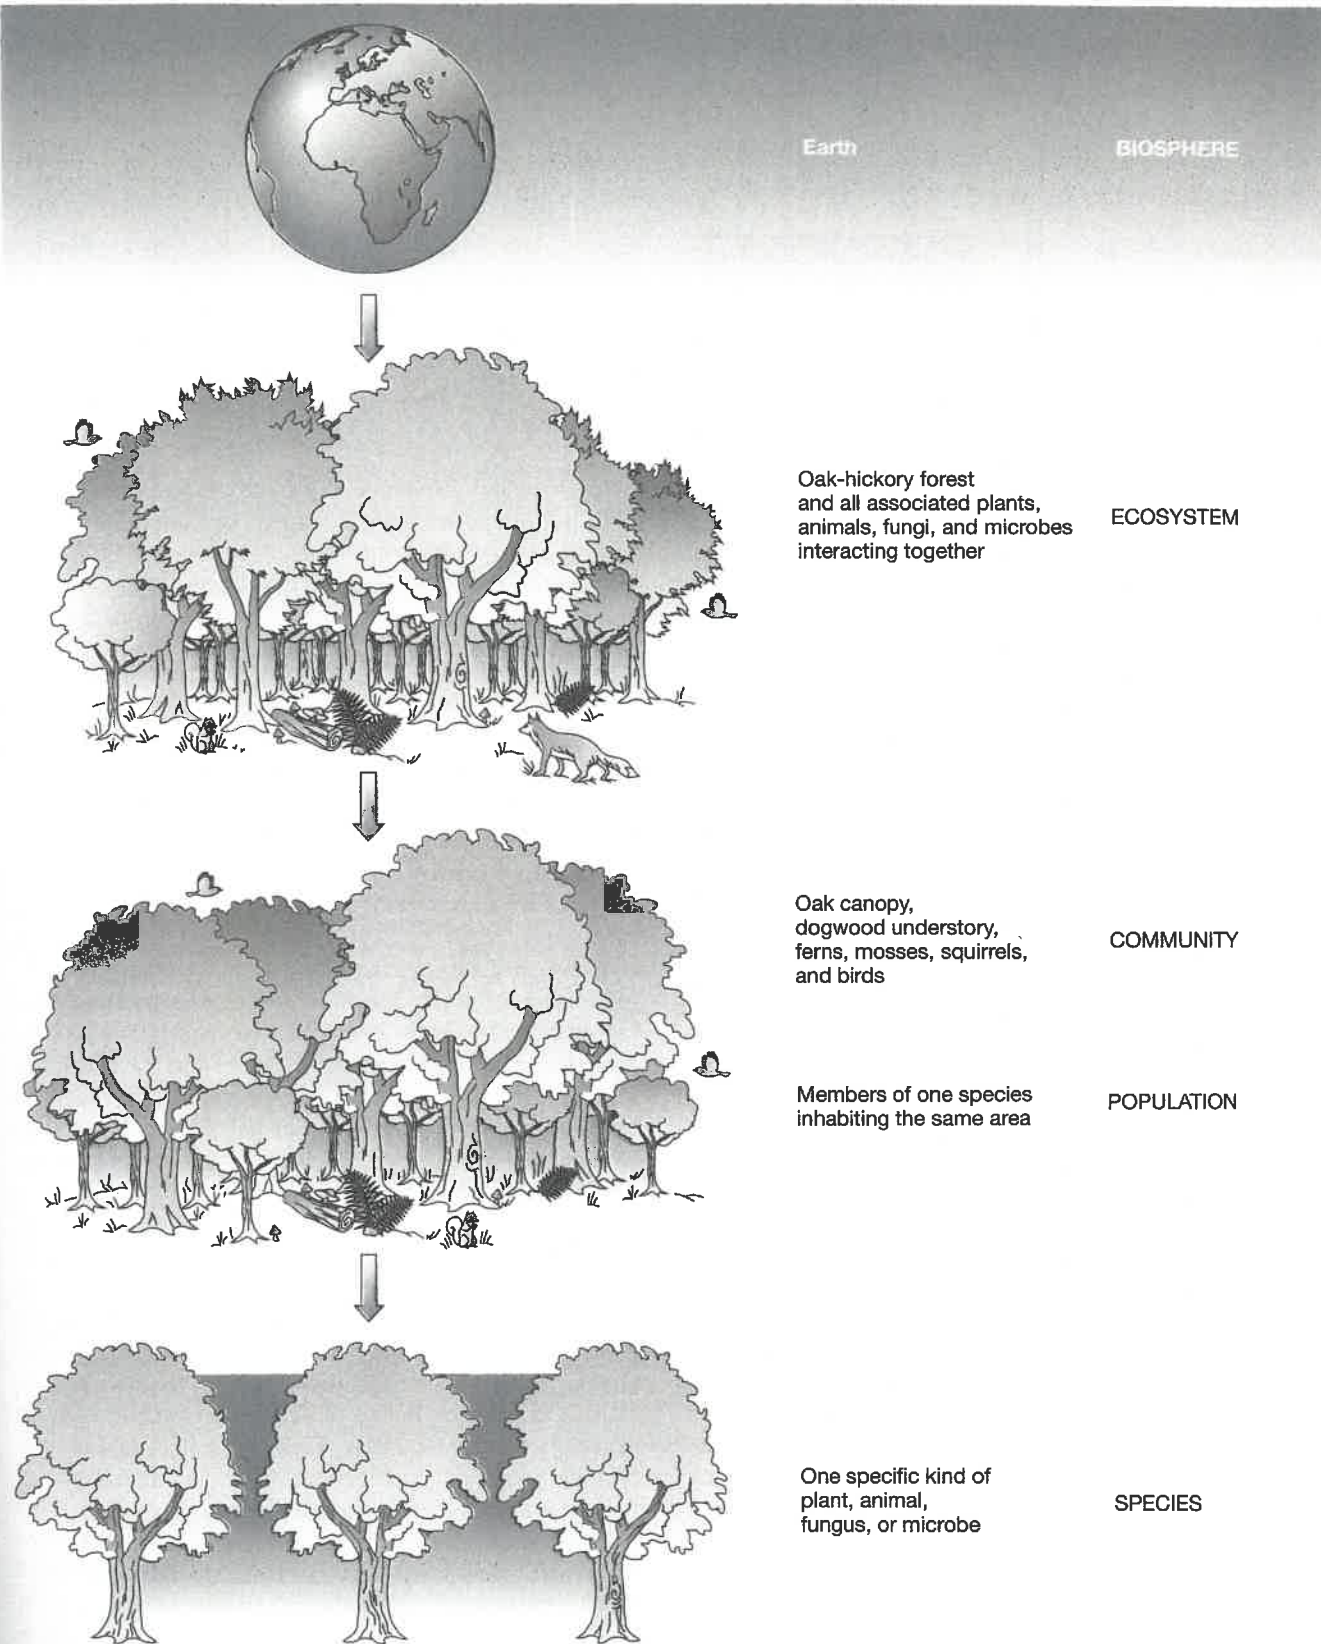 Earth
BIOSPHERE
Oak-hickory forest
and all associated plants,
animals, fungi, and microbes
interacting together
ECOSYSTEM
Oak canopy,
dogwood understory,
ferns, mosses, squirrels,
and birds
COMMUNITY
Members of one species
inhabiting the same area
POPULATION
One specific kind of
plant, animal,
fungus, or microbe
SPECIES